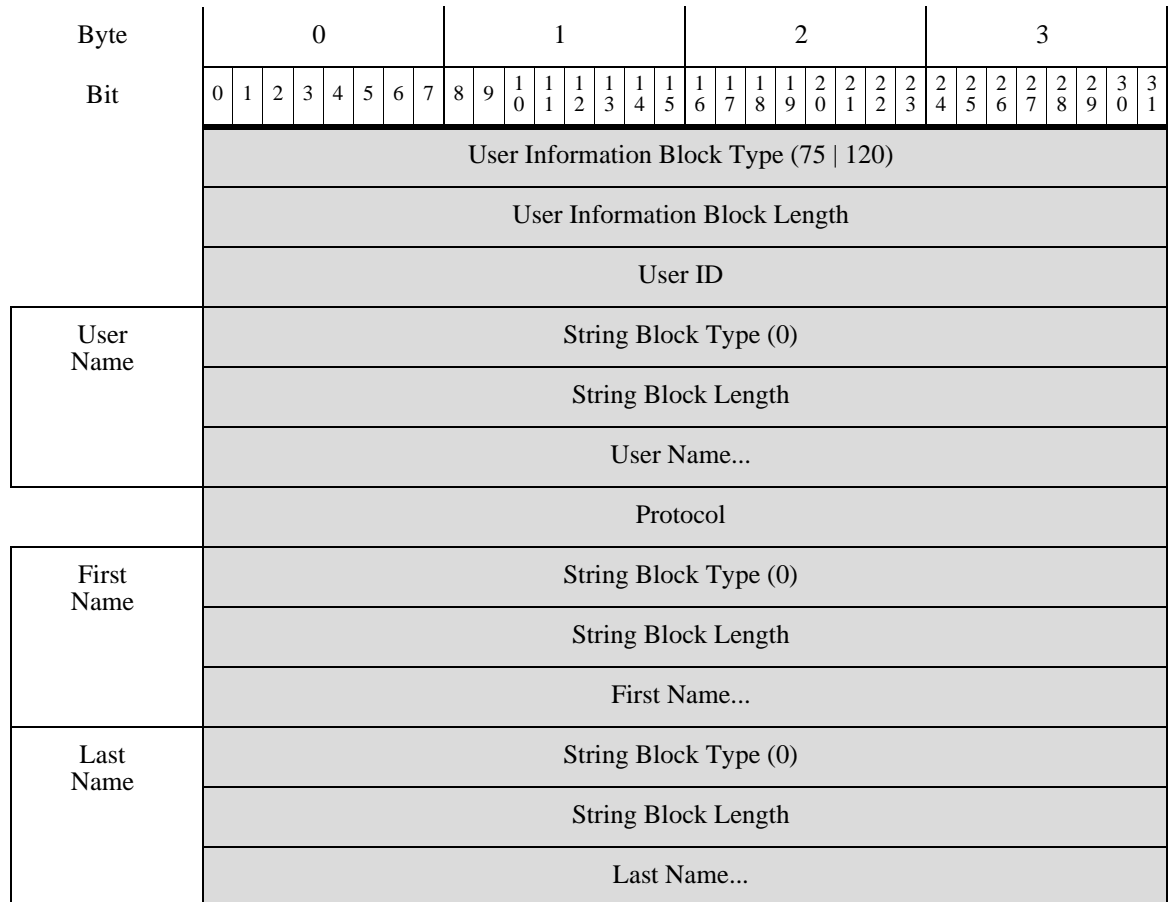 Byte 0 1 2 3
Bit 0 1 2 3 4 5 6 7 8 9 10 11 12 13 14 15 16 17 18 19 20 21 22 23 24 25 26 27 28 29 30 31
User Information Block Type (75 | 120)
User Information Block Length
User ID
User
Name
String Block Type (0)
String Block Length
User Name...
Protocol
First
Name
String Block Type (0)
String Block Length
First Name...
Last
Name
String Block Type (0)
String Block Length
Last Name...